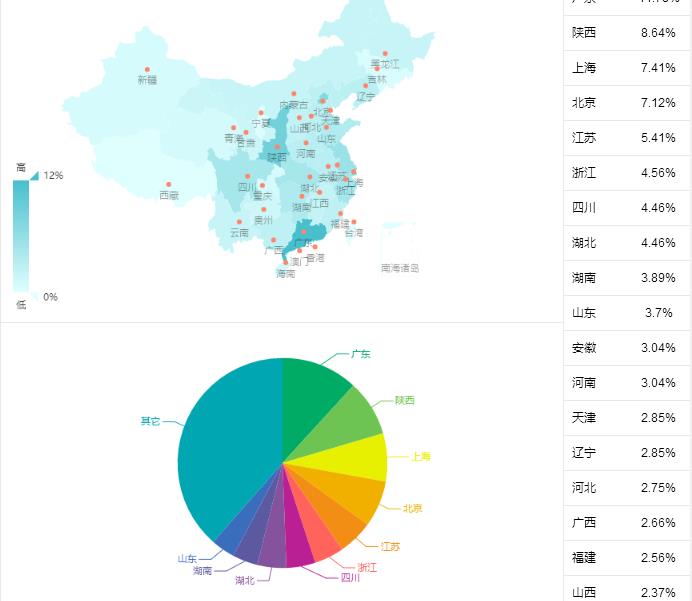 黑龙江
吉林
新疆
辽宁
内蒙古
北京
天津
宁夏
山西
河北
青海
甘肃
山东
陕西
河南
高
12%
四川
安徽
江苏
上海
西藏
重庆
湖北
浙江
湖南
江西
贵州
云南
福建
台湾
广西
广东
澳门
香港
海南
南海诸岛
0%
低
广东
陕西
上海
北京
江苏
浙江
四川
湖北
湖南
山东
其它
陕西 8.64%
上海 7.41%
北京 7.12%
江苏 5.41%
浙江 4.56%
四川 4.46%
湖北 4.46%
湖南 3.89%
山东 3.7%
安徽 3.04%
河南 3.04%
天津 2.85%
辽宁 2.85%
河北 2.75%
广西 2.66%
福建 2.56%
山西 2.37%